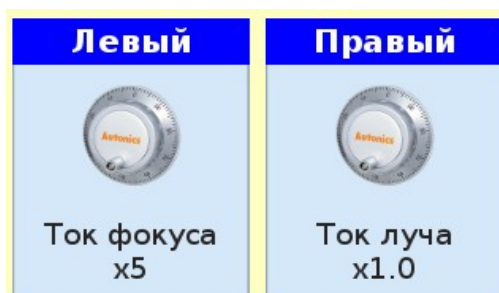 Левый
Autonics
Ток фокуса
x5
Правый
Autonics
Ток луча
x1.0